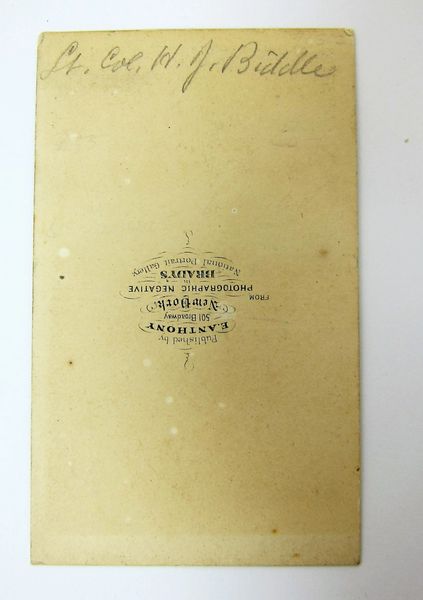 Lt. Col. H. J. Biddle
Published by
E. ANTHONY
501 Broadway
New York.
FROM
PHOTOGRAPHIC NEGATIVE
in
BRADY'S
National Portrait Gallery.